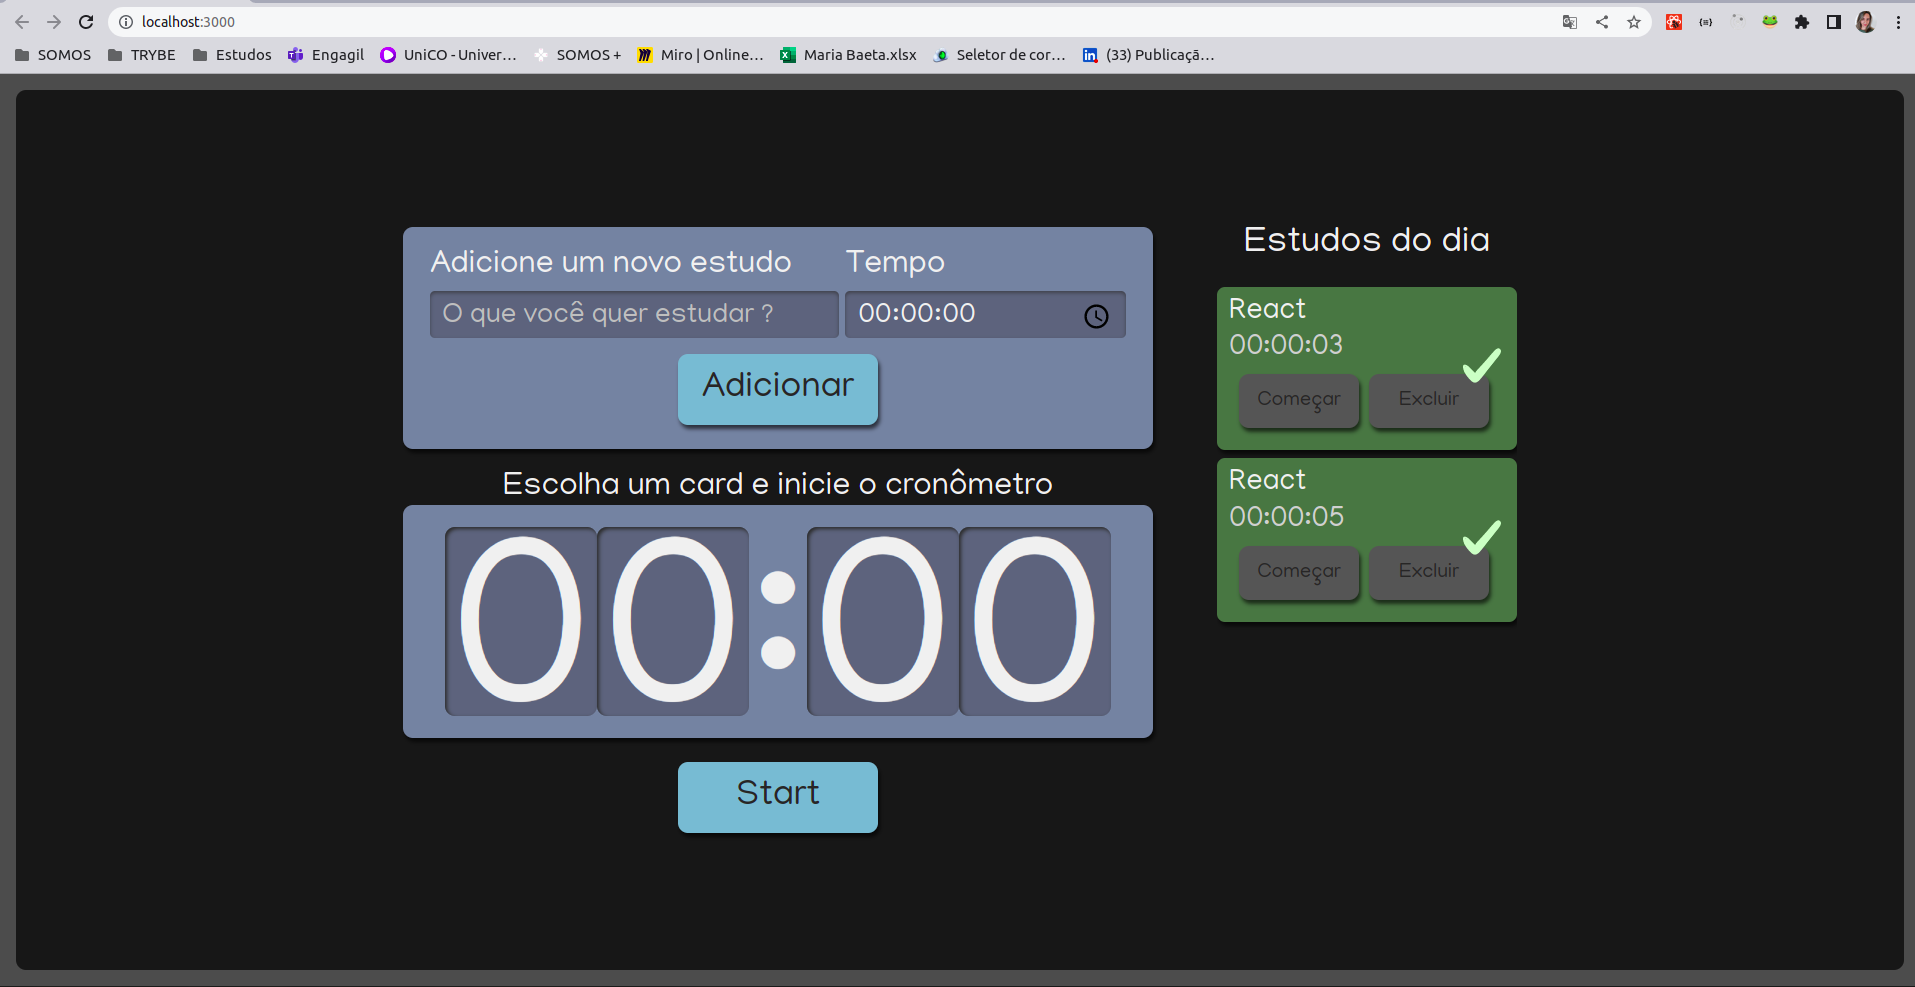 localhost:3000
SOMOS TRYBE Estudos Engagil UniCO - Univer... SOMOS + Miro | Online... Maria Baeta.xlsx Seletor de cor... (33) Publicaçã...
Adicione um novo estudo Tempo
O que você quer estudar ? 00:00:00
Adicionar
Escolha um card e inicie o cronômetro
00:00
Start
Estudos do dia
React
00:00:03
Começar Excluir
React
00:00:05
Começar Excluir